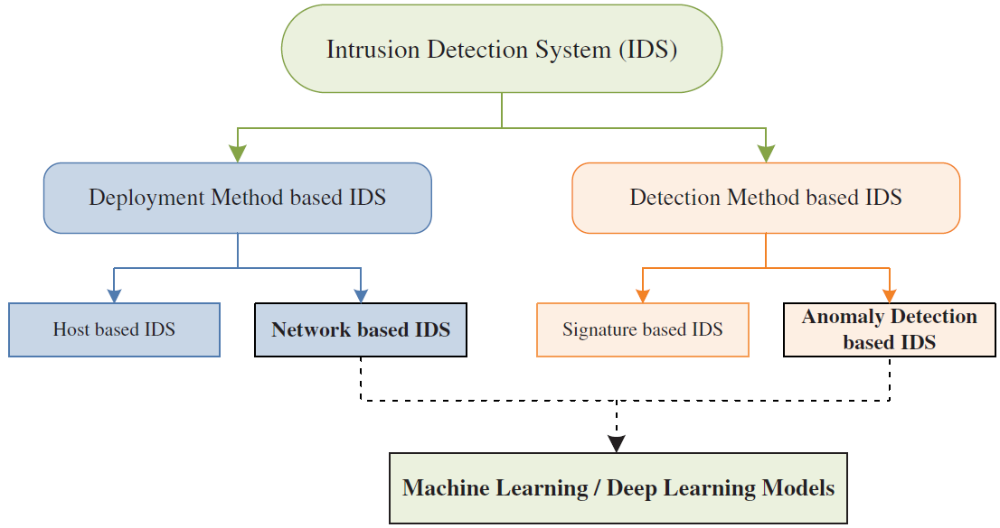 Intrusion Detection System (IDS)
Deployment Method based IDS
Detection Method based IDS
Host based IDS
Network based IDS
Signature based IDS
Anomaly Detection
based IDS
Machine Learning / Deep Learning Models